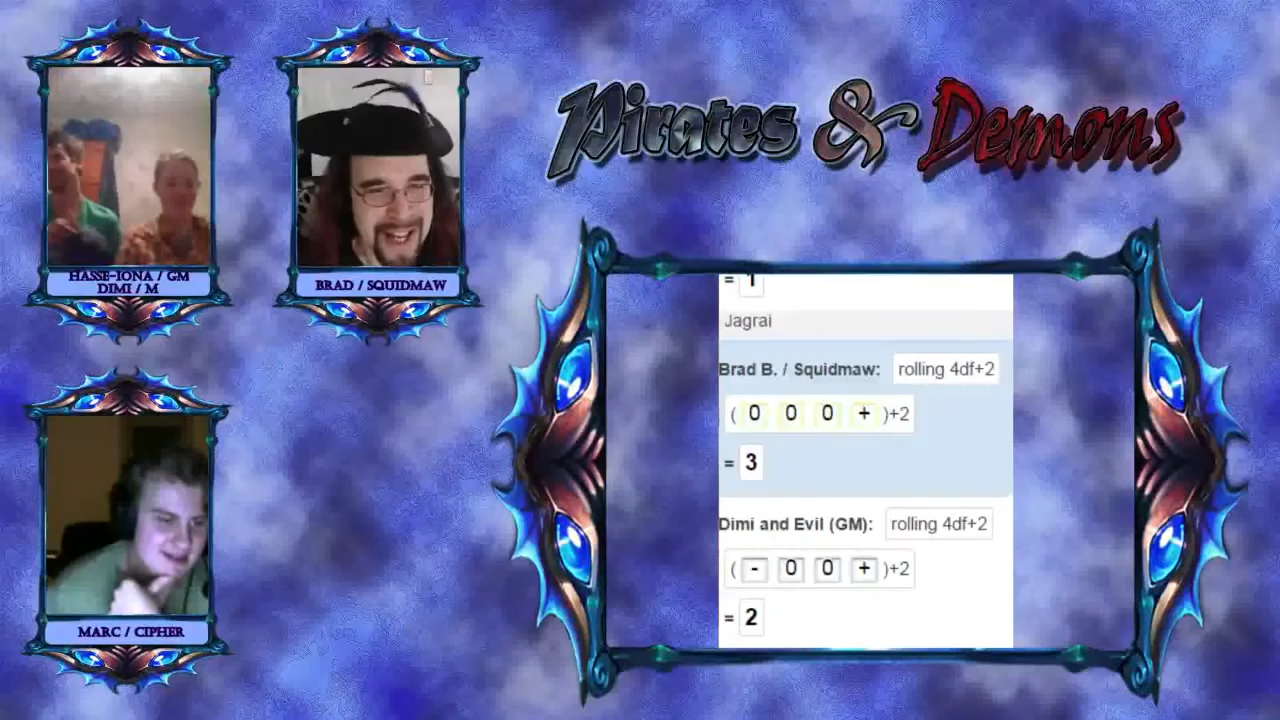 Pirates & Demons
HASSE-IONA / GM
DIMI / M
BRAD / SQUIDMAW
MARC / CIPHER
= 1
Jagrai
Brad B. / Squidmaw: rolling 4df+2
( 0 0 0 + )+2
= 3
Dimi and Evil (GM): rolling 4df+2
( - 0 0 + )+2
= 2